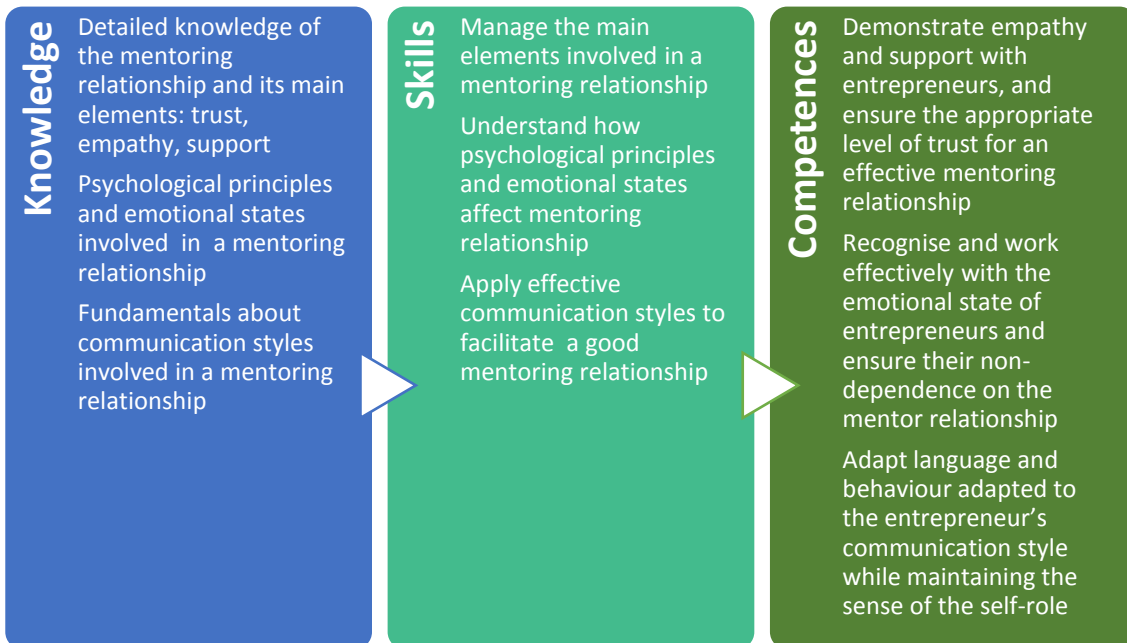 Knowledge
Detailed knowledge of
the mentoring
relationship and its main
elements: trust,
empathy, support
Psychological principles
and emotional states
involved in a mentoring
relationship
Fundamentals about
communication styles
involved in a mentoring
relationship
Skills
Manage the main
elements involved in a
mentoring relationship
Understand how
psychological principles
and emotional states
affect mentoring
relationship
Apply effective
communication styles to
facilitate a good
mentoring relationship
Competences
Demonstrate empathy
and support with
entrepreneurs, and
ensure the appropriate
level of trust for an
effective mentoring
relationship
Recognise and work
effectively with the
emotional state of
entrepreneurs and
ensure their non-
dependence on the
mentor relationship
Adapt language and
behaviour adapted to
the entrepreneur’s
communication style
while maintaining the
sense of the self-role